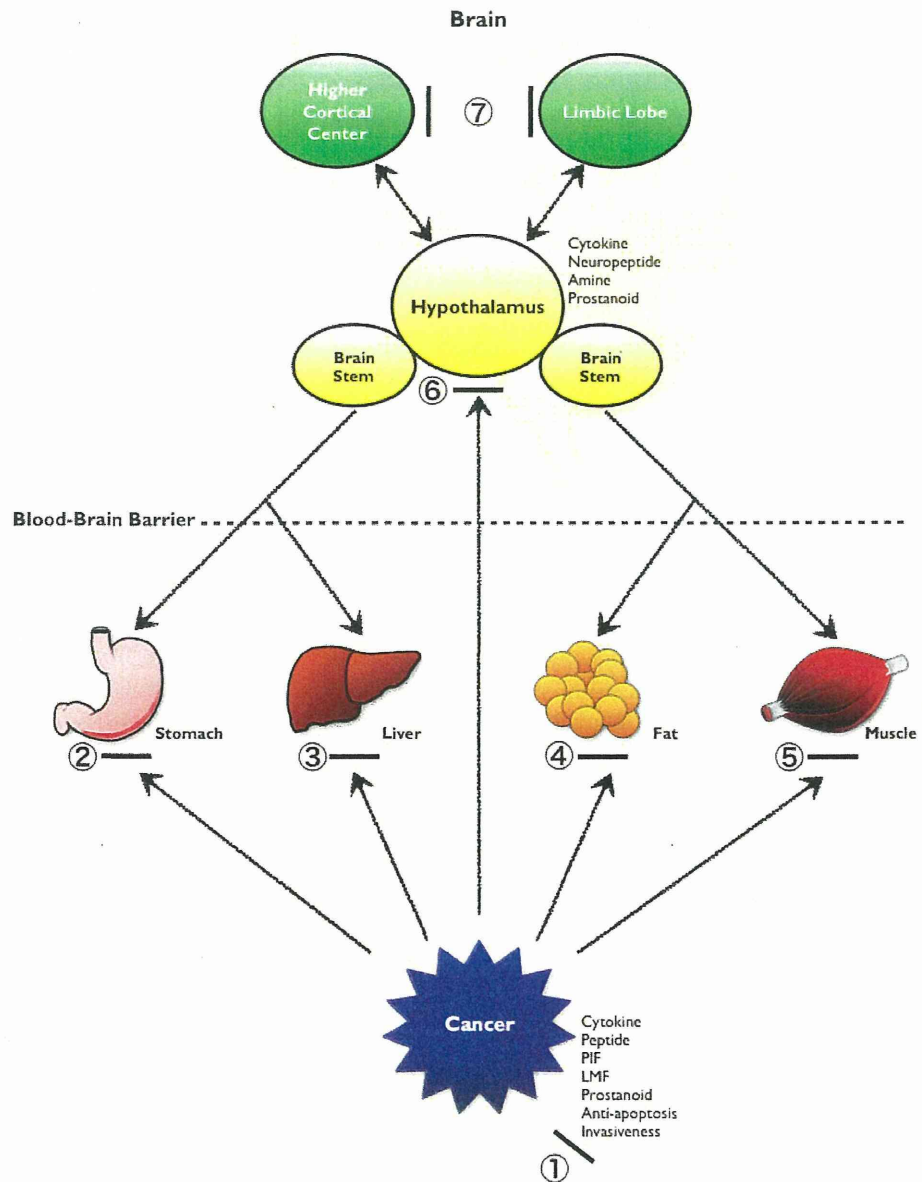 Brain
Higher
Cortical
Center
⑦
Limbic Lobe
Cytokine
Neuropeptide
Amine
Prostanoid
Hypothalamus
Brain
Stem
Brain
Stem
⑥
Blood-Brain Barrier
Stomach
②
Liver
③
Fat
④
Muscle
⑤
Cancer
Cytokine
Peptide
PIF
LMF
Prostanoid
Anti-apoptosis
Invasiveness
①